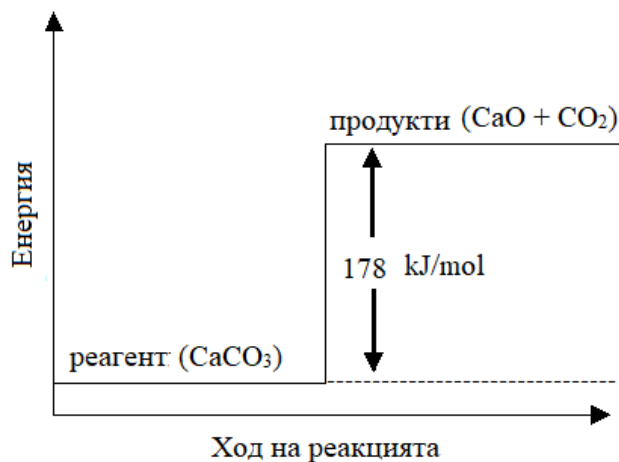 Енергия
продукти (CaO + CO₂)
178 kJ/mol
реагент: (CaCO₃)
Ход на реакцията